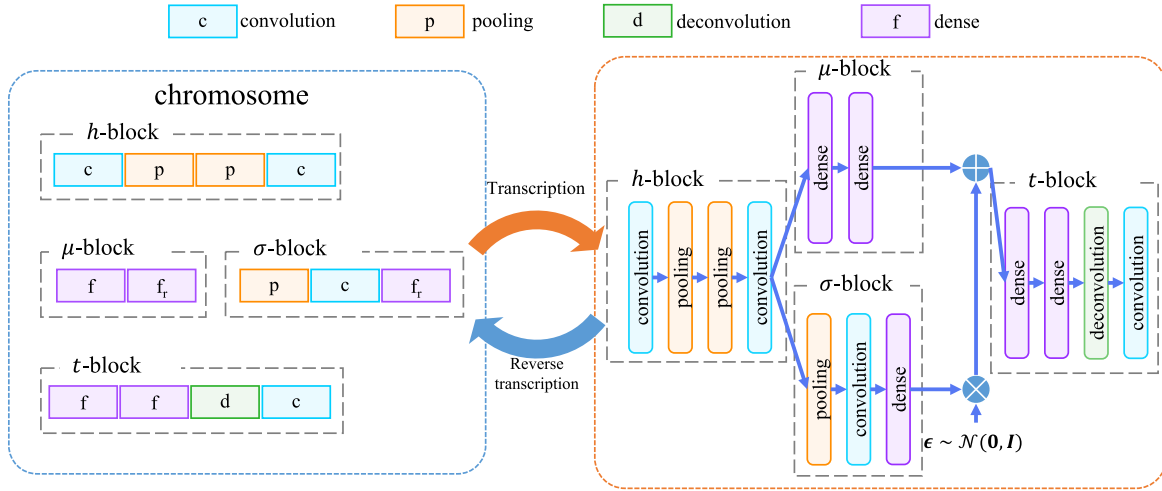 c convolution p pooling d deconvolution f dense
chromosome
h-block
c p p c
μ-block
f fr
σ-block
p c fr
t-block
f f d c
Transcription
Reverse
transcription
h-block
convolution
pooling
pooling
convolution
μ-block
dense
dense
σ-block
pooling
convolution
dense
ϵ ~ 𝒩(0, I)
t-block
dense
dense
deconvolution
convolution